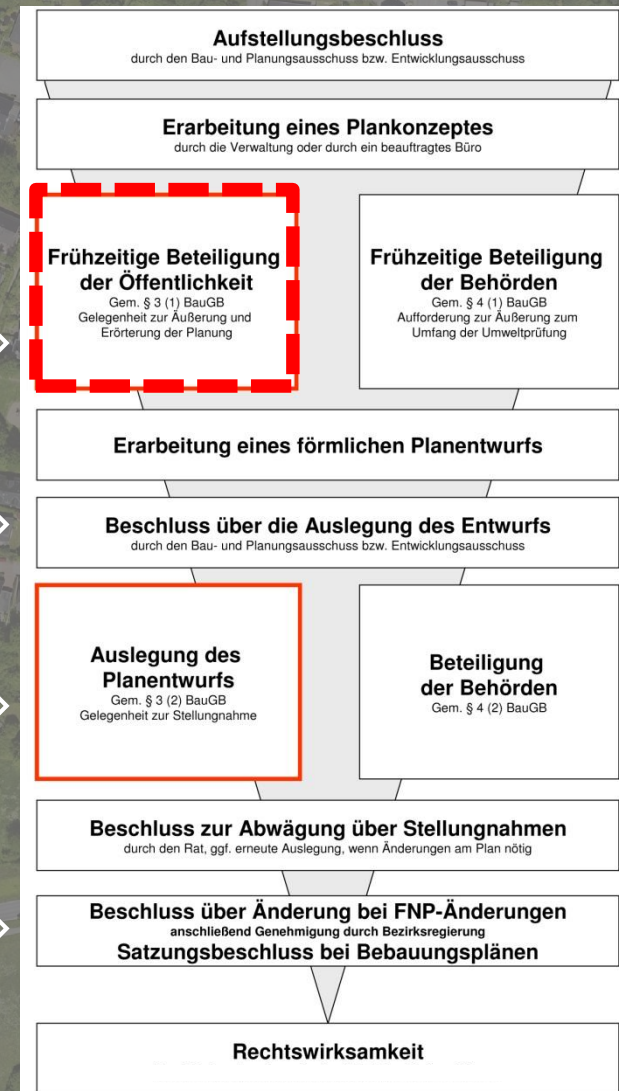 Aufstellungsbeschluss
durch den Bau- und Planungsausschuss bzw. Entwicklungsausschuss
Erarbeitung eines Plankonzeptes
durch die Verwaltung oder durch ein beauftragtes Büro
Frühzeitige Beteiligung
der Öffentlichkeit
Gem. § 3 (1) BauGB
Gelegenheit zur Äußerung und
Erörterung der Planung
Frühzeitige Beteiligung
der Behörden
Gem. § 4 (1) BauGB
Aufforderung zur Äußerung zum
Umfang der Umweltprüfung
Erarbeitung eines förmlichen Planentwurfs
Beschluss über die Auslegung des Entwurfs
durch den Bau- und Planungsausschuss bzw. Entwicklungsausschuss
Auslegung des
Planentwurfs
Gem. § 3 (2) BauGB
Gelegenheit zur Stellungnahme
Beteiligung
der Behörden
Gem. § 4 (2) BauGB
Beschluss zur Abwägung über Stellungnahmen
durch den Rat, ggf. erneute Auslegung, wenn Änderungen am Plan nötig
Beschluss über Änderung bei FNP-Änderungen
anschließend Genehmigung durch Bezirksregierung
Satzungsbeschluss bei Bebauungsplänen
Rechtswirksamkeit